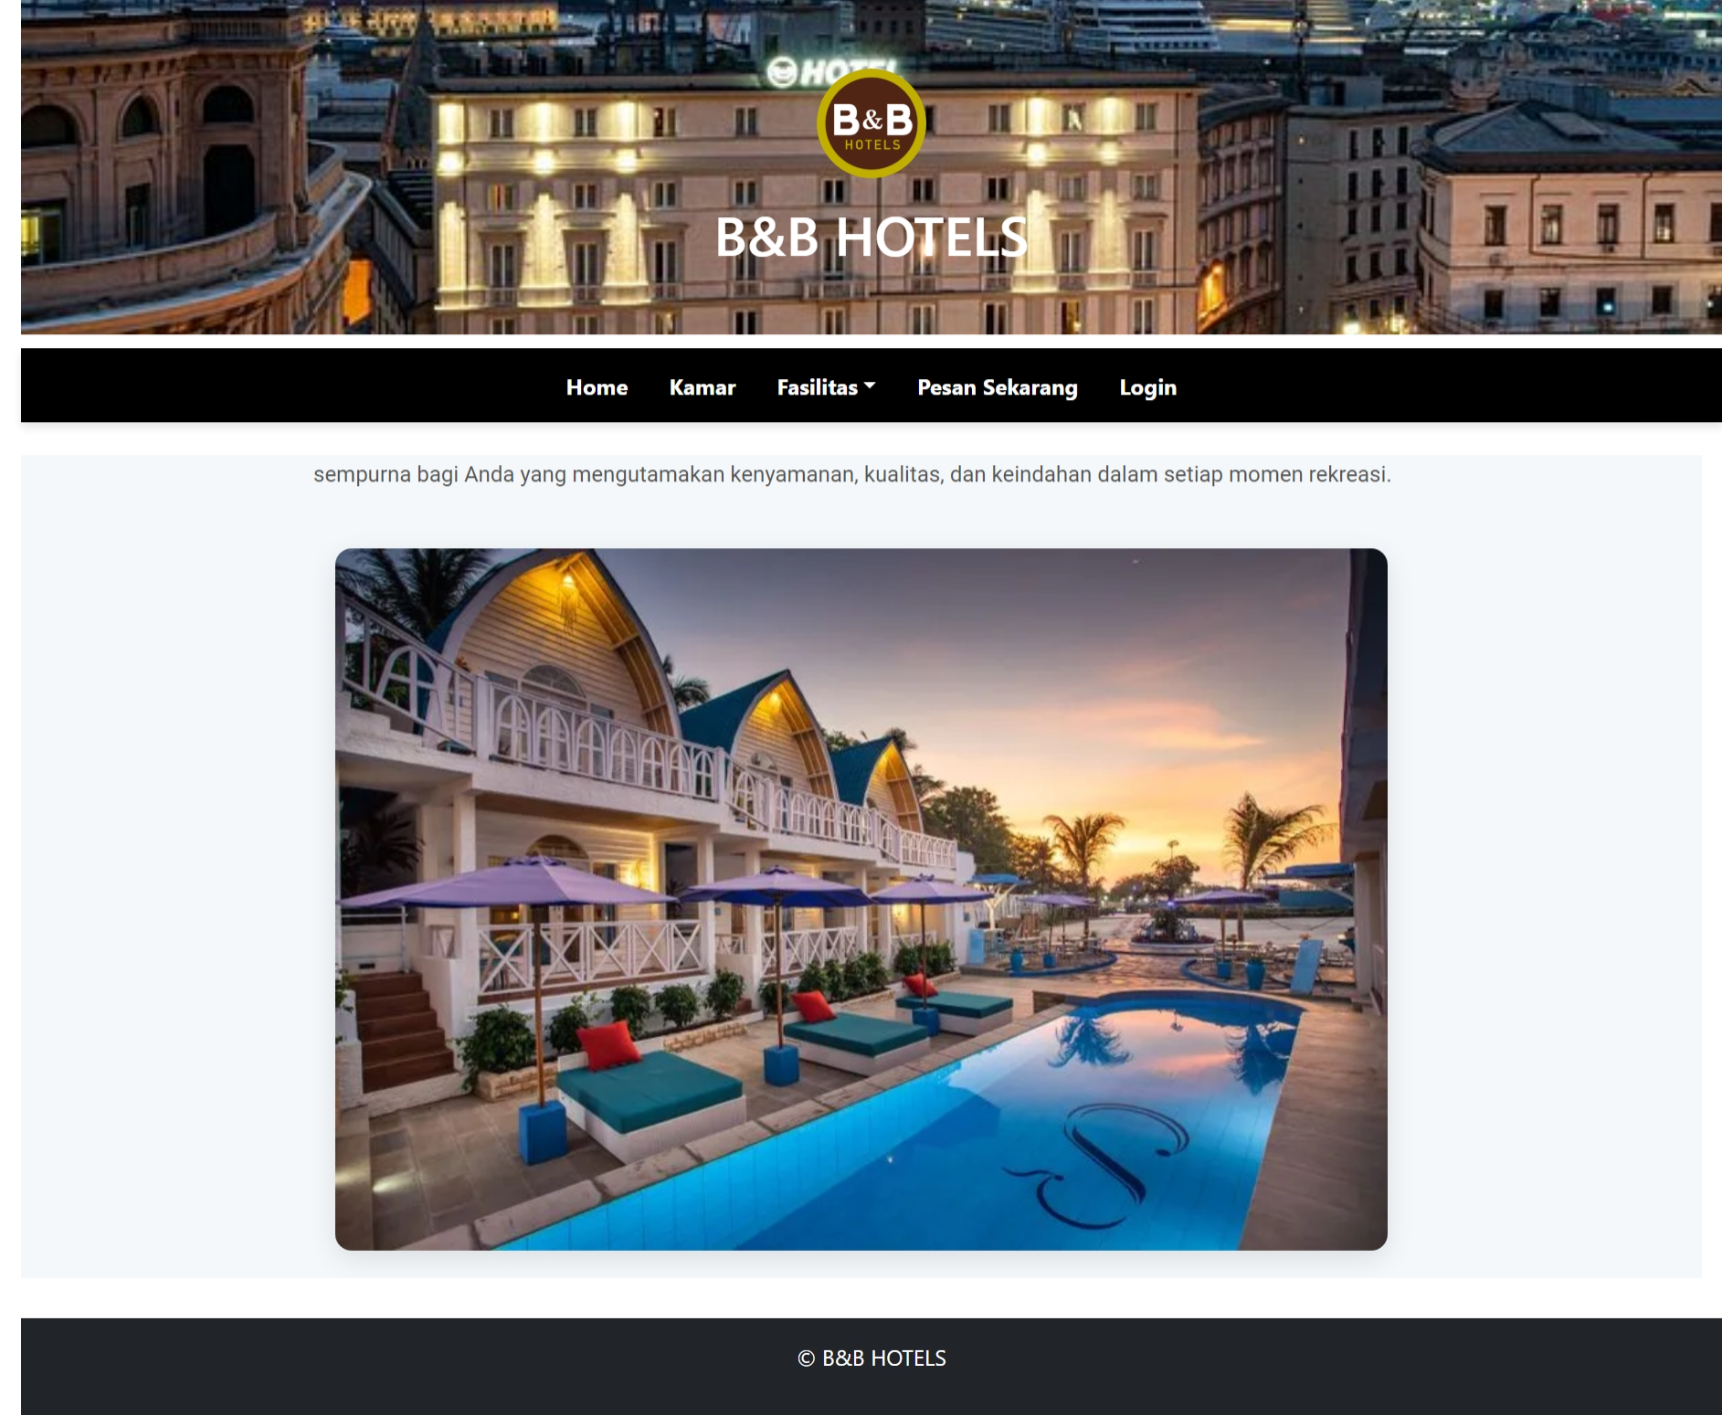 HOTEL
B&B
HOTELS
B&B HOTELS
Home Kamar Fasilitas Pesan Sekarang Login
sempurna bagi Anda yang mengutamakan kenyamanan, kualitas, dan keindahan dalam setiap momen rekreasi.
S
© B&B HOTELS